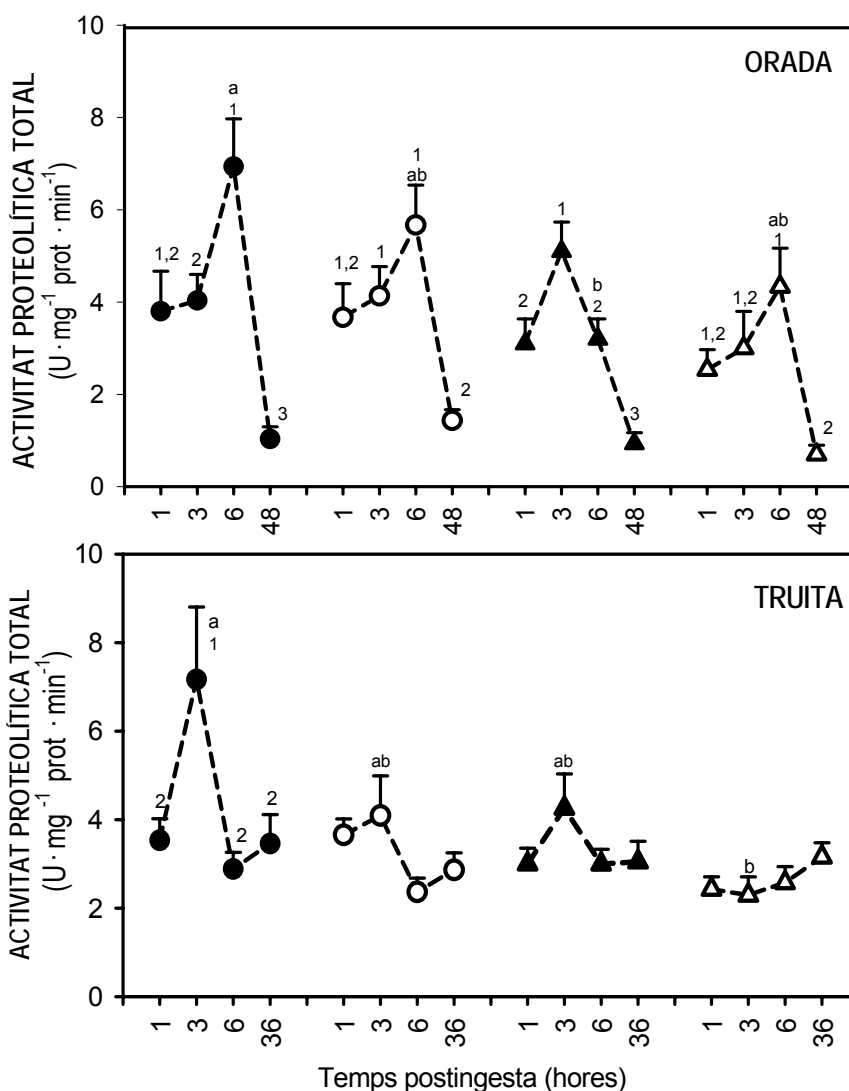 10
ORADA
8
6
4
2
0
ACTIVITAT PROTEOLÍTICA TOTAL
(U· mg⁻¹ prot · min⁻¹)
1,2
2
a
1
3
1,2
1
1
ab
2
2
1
b
2
3
1,2
1,2
ab
1
2
1 3 6 48 1 3 6 48 1 3 6 48 1 3 6 48
10
TRUITA
8
6
4
2
0
ACTIVITAT PROTEOLÍTICA TOTAL
(U· mg⁻¹ prot · min⁻¹)
2
a
1
2
2
ab
ab
b
1 3 6 36 1 3 6 36 1 3 6 36 1 3 6 36
Temps postingesta (hores)